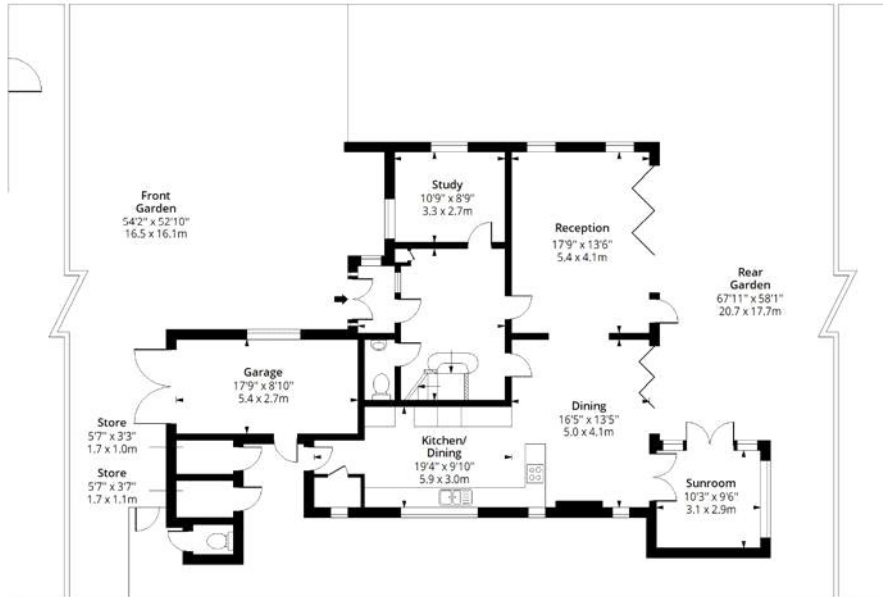 Front
Garden
54'2" x 52'10"
16.5 x 16.1m
Study
10'9" x 8'9"
3.3 x 2.7m
Reception
17'9" x 13'6"
5.4 x 4.1m
Rear
Garden
67'11" x 58'1"
20.7 x 17.7m
Garage
17'9" x 8'10"
5.4 x 2.7m
Dining
16'5" x 13'5"
5.0 x 4.1m
Store
5'7" x 3'3"
1.7 x 1.0m
Kitchen/
Dining
19'4" x 9'10"
5.9 x 3.0m
Store
5'7" x 3'7"
1.7 x 1.1m
Sunroom
10'3" x 9'6"
3.1 x 2.9m